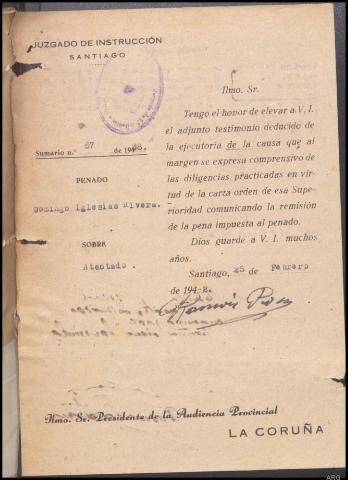 JUZGADO DE INSTRUCCIÓN
SANTIAGO
Sumario n.° 67 de 19
PENADO
Domingo Iglesias Rivera.
SOBRE
Atentado.
Ilmo. Sr.
Tengo el honor de elevar a V. I.
el adjunto testimonio deducido de
la ejecutoria de la causa que al
margen se expresa comprensivo de
las diligencias practicadas en vir-
tud de la carta orden de esa Supe-
rioridad comunicando la remisión
de la pena impuesta al penado.
Dios guarde a V. I. muchos
años.
Santiago, 25 de Febrero
de 1942.
Ilmo. Sr. Presidente de la Audiencia Provincial
LA CORUÑA
ARG